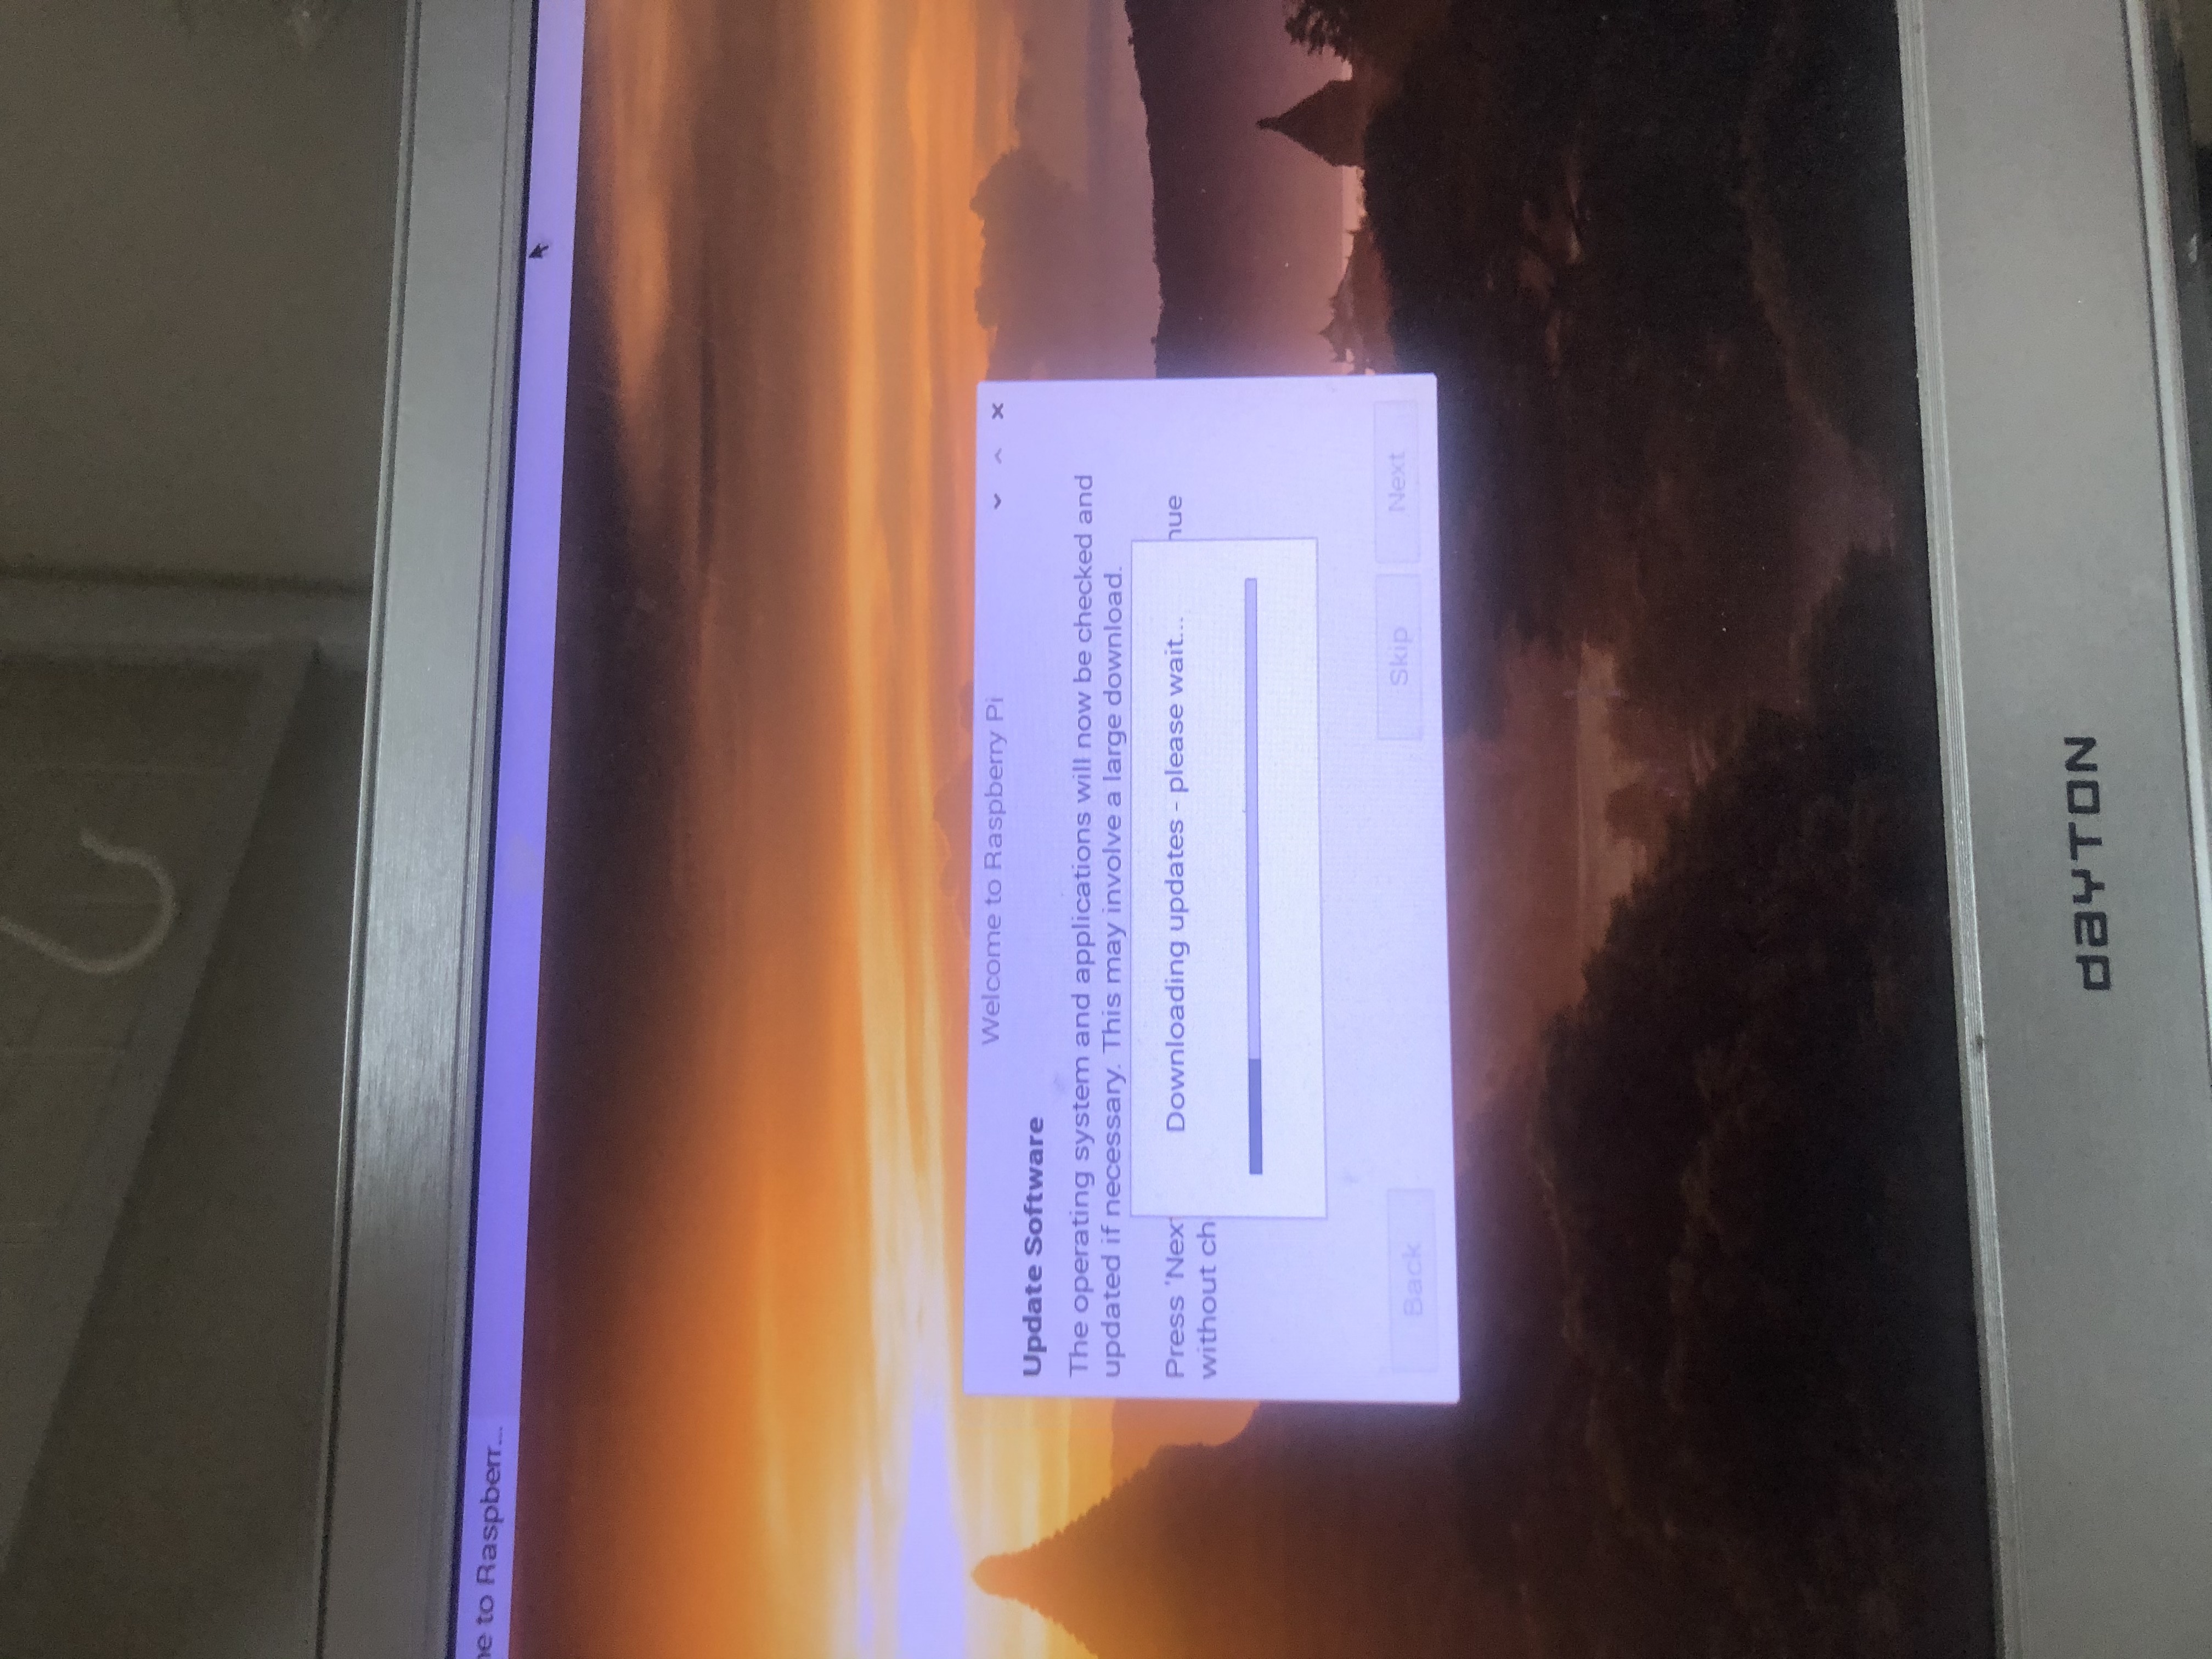 ne to Raspberr...
Welcome to Raspberry Pi
Update Software
The operating system and applications will now be checked and
updated if necessary. This may involve a large download.
Press 'Nex
nue
without ch
Downloading updates - please wait...
Back
Skip
Next
dayton